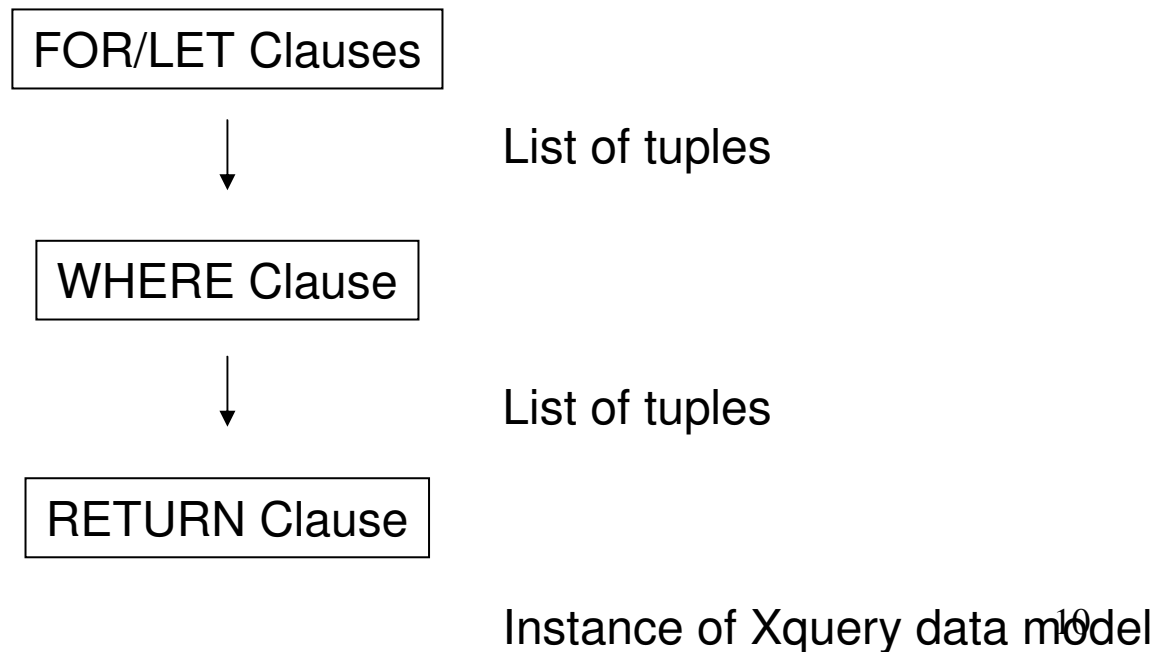 FOR/LET Clauses
List of tuples
WHERE Clause
List of tuples
RETURN Clause
Instance of Xquery data model
10